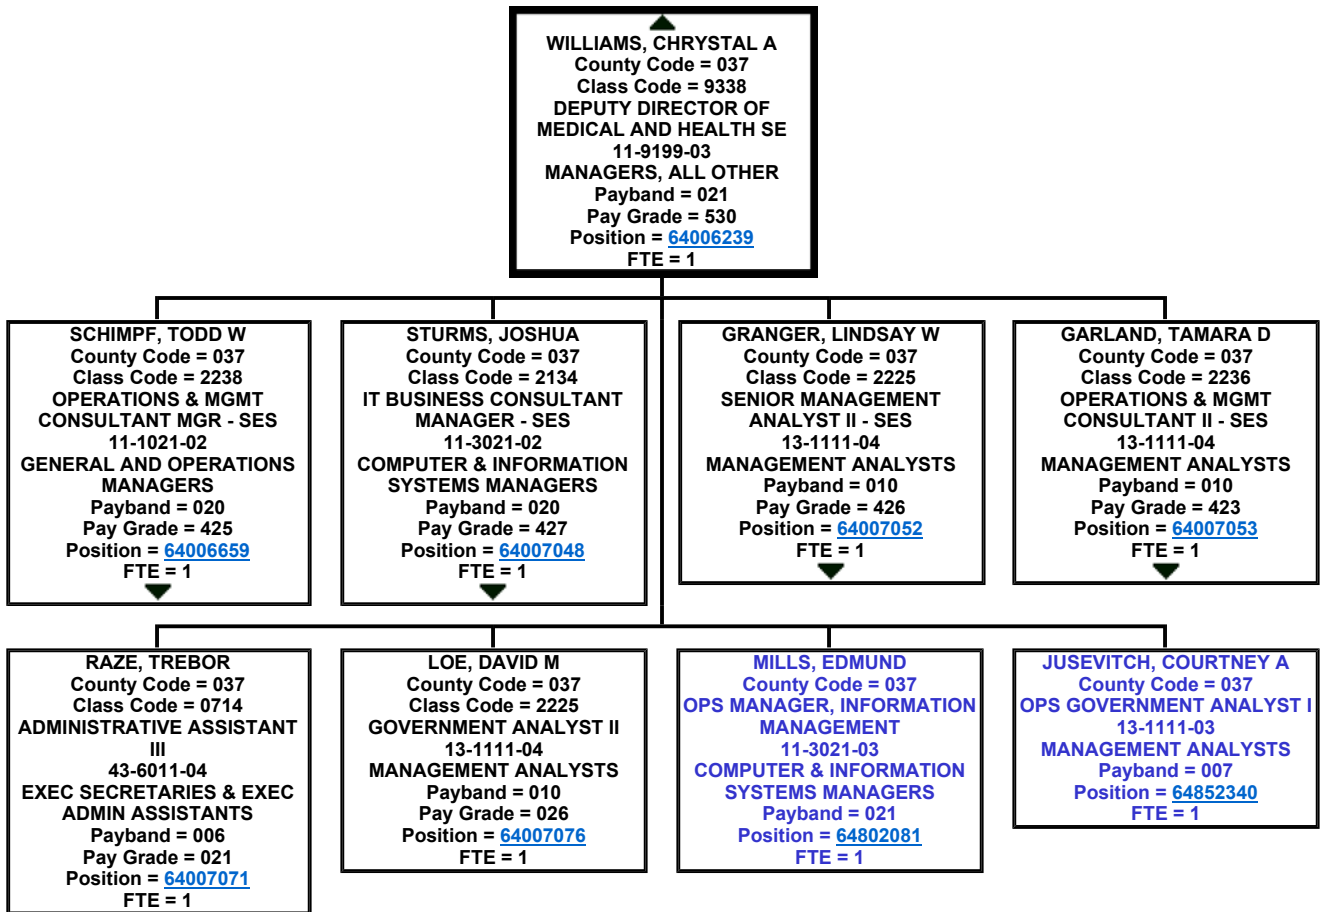 WILLIAMS, CHRYSTAL A
County Code = 037
Class Code = 9338
DEPUTY DIRECTOR OF
MEDICAL AND HEALTH SE
11-9199-03
MANAGERS, ALL OTHER
Payband = 021
Pay Grade = 530
Position = 64006239
FTE = 1
SCHIMPF, TODD W
County Code = 037
Class Code = 2238
OPERATIONS & MGMT
CONSULTANT MGR - SES
11-1021-02
GENERAL AND OPERATIONS
MANAGERS
Payband = 020
Pay Grade = 425
Position = 64006659
FTE = 1
STURMS, JOSHUA
County Code = 037
Class Code = 2134
IT BUSINESS CONSULTANT
MANAGER - SES
11-3021-02
COMPUTER & INFORMATION
SYSTEMS MANAGERS
Payband = 020
Pay Grade = 427
Position = 64007048
FTE = 1
GRANGER, LINDSAY W
County Code = 037
Class Code = 2225
SENIOR MANAGEMENT
ANALYST II - SES
13-1111-04
MANAGEMENT ANALYSTS
Payband = 010
Pay Grade = 426
Position = 64007052
FTE = 1
GARLAND, TAMARA D
County Code = 037
Class Code = 2236
OPERATIONS & MGMT
CONSULTANT II - SES
13-1111-04
MANAGEMENT ANALYSTS
Payband = 010
Pay Grade = 423
Position = 64007053
FTE = 1
RAZE, TREBOR
County Code = 037
Class Code = 0714
ADMINISTRATIVE ASSISTANT
III
43-6011-04
EXEC SECRETARIES & EXEC
ADMIN ASSISTANTS
Payband = 006
Pay Grade = 021
Position = 64007071
FTE = 1
LOE, DAVID M
County Code = 037
Class Code = 2225
GOVERNMENT ANALYST II
13-1111-04
MANAGEMENT ANALYSTS
Payband = 010
Pay Grade = 026
Position = 64007076
FTE = 1
MILLS, EDMUND
County Code = 037
OPS MANAGER, INFORMATION
MANAGEMENT
11-3021-03
COMPUTER & INFORMATION
SYSTEMS MANAGERS
Payband = 021
Position = 64802081
FTE = 1
JUSEVITCH, COURTNEY A
County Code = 037
OPS GOVERNMENT ANALYST I
13-1111-03
MANAGEMENT ANALYSTS
Payband = 007
Position = 64852340
FTE = 1